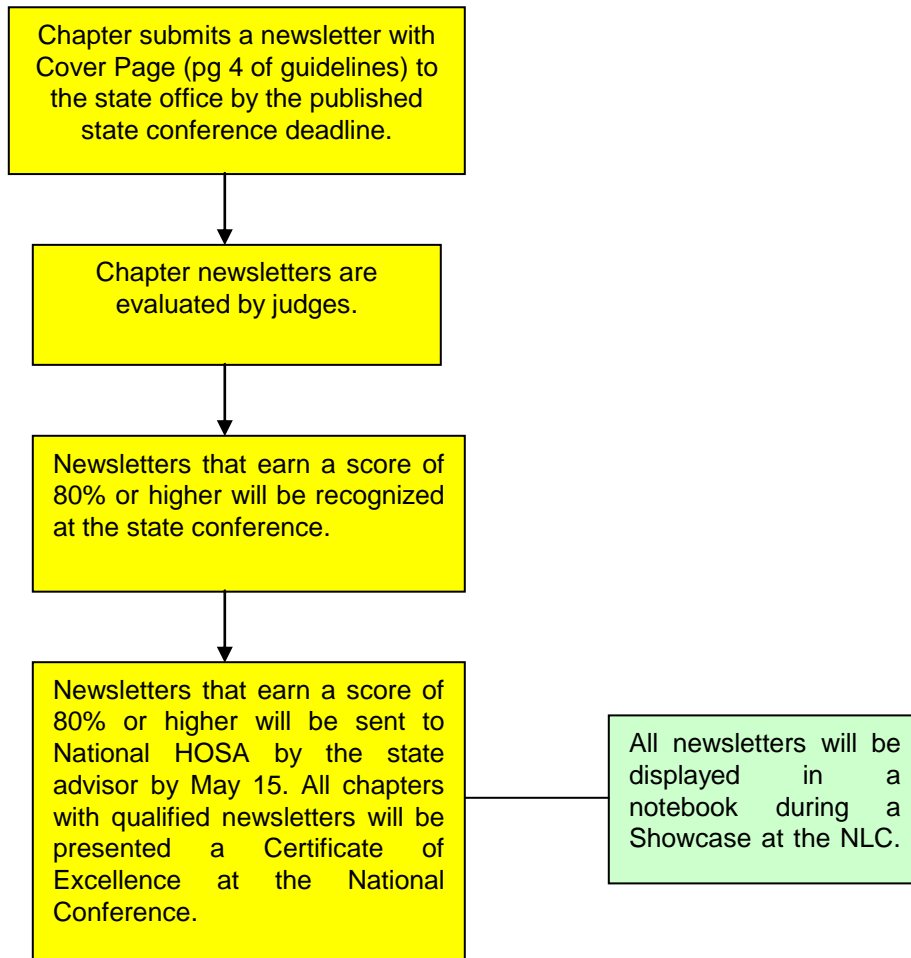 Chapter submits a newsletter with
Cover Page (pg 4 of guidelines) to
the state office by the published
state conference deadline.
Chapter newsletters are
evaluated by judges.
Newsletters that earn a score of
80% or higher will be recognized
at the state conference.
Newsletters that earn a score of
80% or higher will be sent to
National HOSA by the state
advisor by May 15. All chapters
with qualified newsletters will be
presented a Certificate of
Excellence at the National
Conference.
All newsletters will be
displayed in a
notebook during a
Showcase at the NLC.